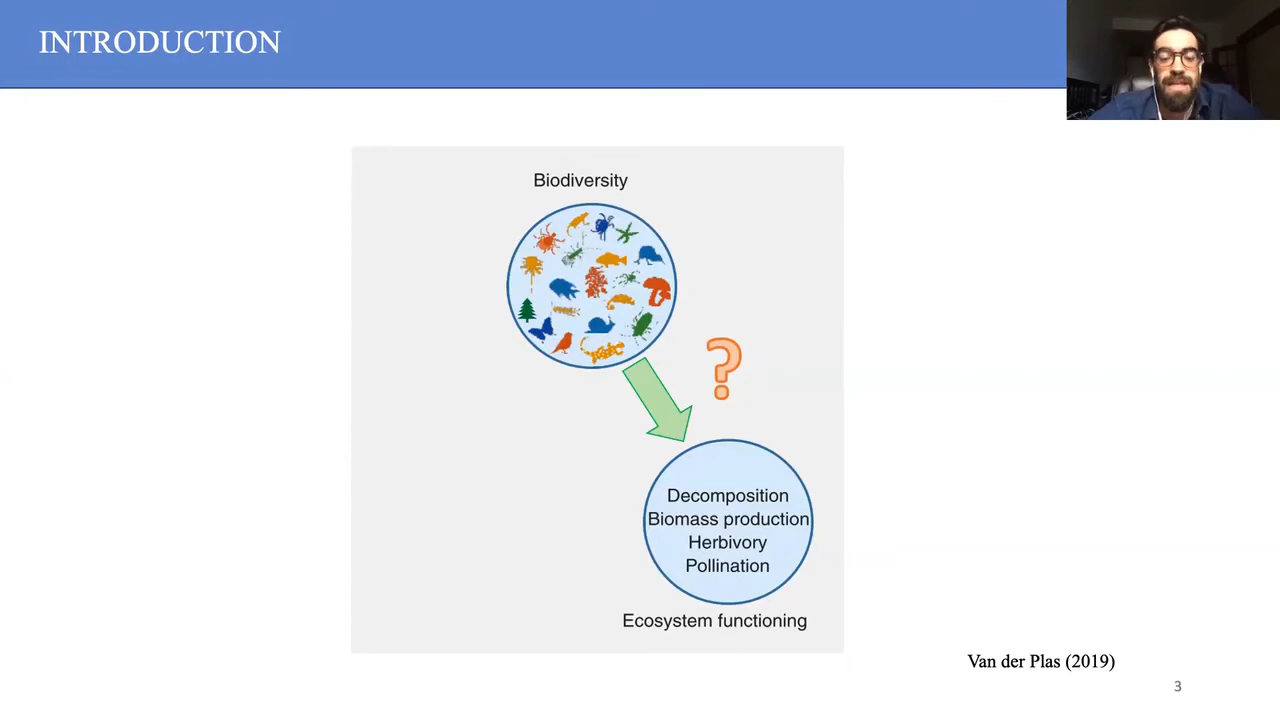 INTRODUCTION
Biodiversity
?
Decomposition
Biomass production
Herbivory
Pollination
Ecosystem functioning
Van der Plas (2019)
3